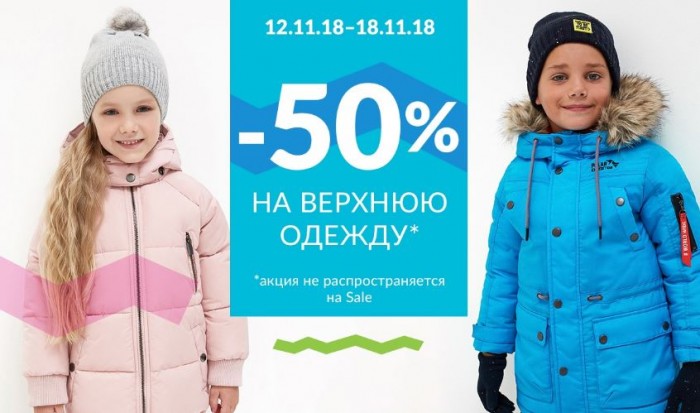 12.11.18–18.11.18
-50%
НА ВЕРХНЮЮ
ОДЕЖДУ*
*акция не распространяется
на Sale